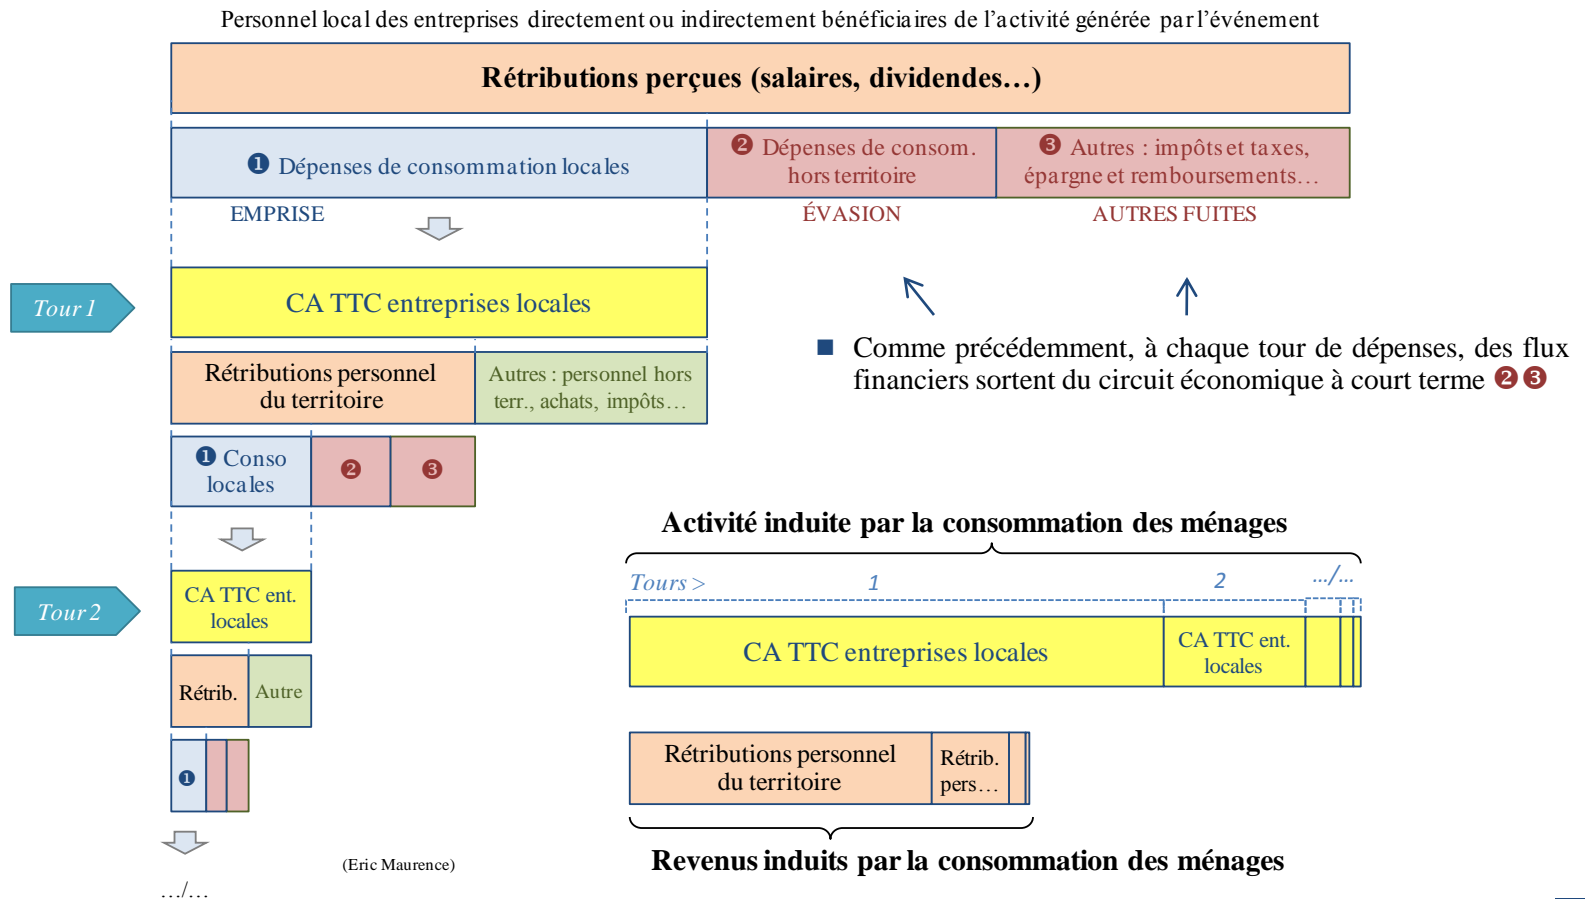 Personnel local des entreprises directement ou indirectement bénéficiaires de l’activité générée par l’événement
Rétributions perçues (salaires, dividendes…)
❶ Dépenses de consommation locales
❷ Dépenses de consom.
hors territoire
❸ Autres : impôts et taxes,
épargne et remboursements…
EMPRISE
ÉVASION
AUTRES FUITES
Tour 1
CA TTC entreprises locales
Rétributions personnel
du territoire
Autres : personnel hors
terr., achats, impôts…
■ Comme précédemment, à chaque tour de dépenses, des flux
financiers sortent du circuit économique à court terme ❷❸
❶ Conso
locales
❷
❸
Tour 2
CA TTC ent.
locales
Rétrib.
Autre
❶
…/…
(Eric Maurence)
Activité induite par la consommation des ménages
Tours > 1 2 …/…
CA TTC entreprises locales
CA TTC ent.
locales
Rétributions personnel
du territoire
Rétrib.
pers…
Revenus induits par la consommation des ménages